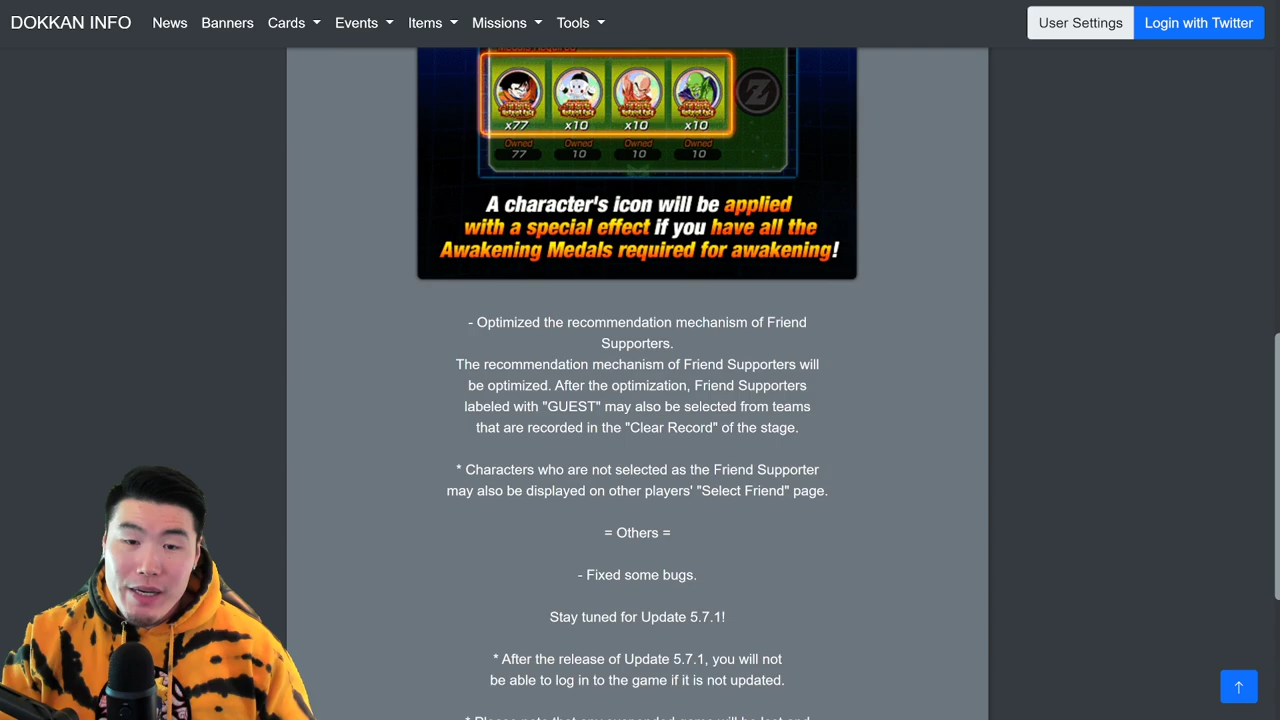 DOKKAN INFO News Banners Cards Events Items Missions Tools User Settings Login with Twitter
x77 x10 x10 x10
Owned Owned Owned Owned
77 10 10 10
A character's icon will be applied
with a special effect if you have all the
Awakening Medals required for awakening!
- Optimized the recommendation mechanism of Friend
Supporters.
The recommendation mechanism of Friend Supporters will
be optimized. After the optimization, Friend Supporters
labeled with "GUEST" may also be selected from teams
that are recorded in the "Clear Record" of the stage.
* Characters who are not selected as the Friend Supporter
may also be displayed on other players' "Select Friend" page.
= Others =
- Fixed some bugs.
Stay tuned for Update 5.7.1!
* After the release of Update 5.7.1, you will not
be able to log in to the game if it is not updated.